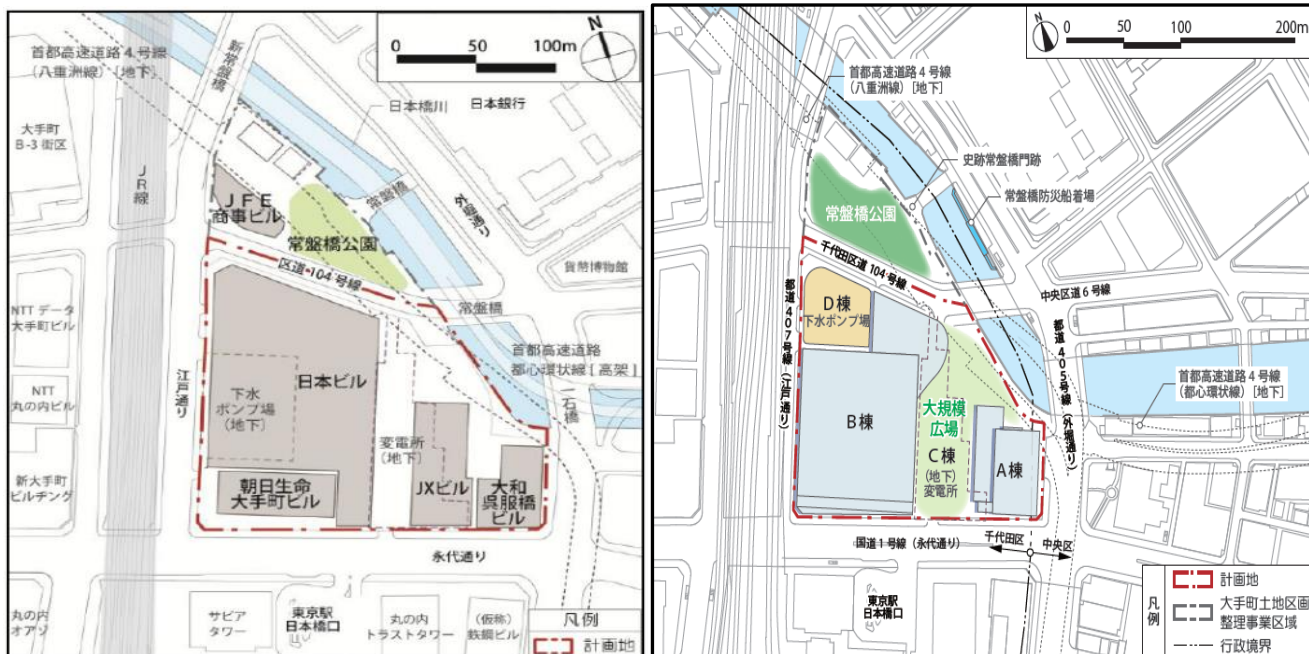 0 50 100m
N
首都高速道路4号線
(八重洲線)[地下]
新常盤橋
日本橋川
日本銀行
大手町
B-3街区
JR線
JFE
商事ビル
常盤橋
外堀通り
常盤橋公園
区道104号線
貨幣博物館
常盤橋
NTTデータ
大手町ビル
首都高速道路
都心環状線[高架]
日本ビル
江戸通り
下水
ポンプ場
(地下)
NTT
丸の内ビル
一石橋
変電所
(地下)
新大手町
ビルヂング
朝日生命
大手町ビル
JXビル
大和
呉服橋
ビル
永代通り
丸の内
オアゾ
サピア
タワー
東京駅
日本橋口
丸の内
トラストタワー
(仮称)
鉄鋼ビル
凡例
計画地
N
0 50 100 200m
首都高速道路4号線
(八重洲線)[地下]
史跡常盤橋門跡
常盤橋防災船着場
常盤橋公園
千代田区道104号線
中央区道6号線
都道407号線(江戸通り)
D棟
下水ポンプ場
都道405号線(外堀通り)
首都高速道路4号線
(都心環状線)[地下]
大規模
広場
B棟
C棟
(地下)
変電所
A棟
国道1号線(永代通り)
千代田区
中央区
東京駅
日本橋口
凡例
計画地
大手町土地区画
整理事業区域
行政境界